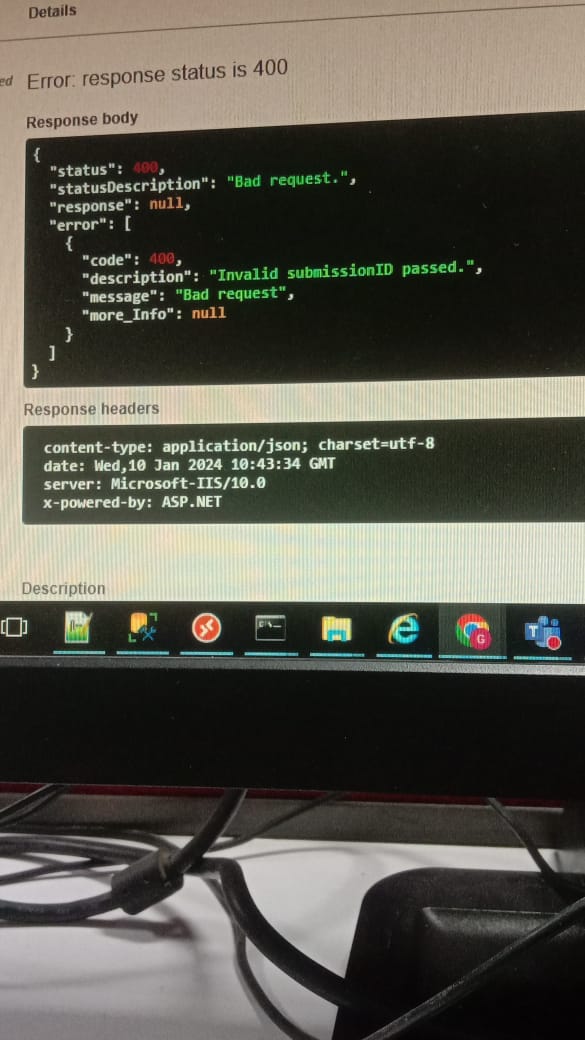 Details
ed
Error: response status is 400
Response body
{
"status": 400,
"statusDescription": "Bad request.",
"response": null,
"error": [
{
"code": 400,
"description": "Invalid submissionID passed.",
"message": "Bad request",
"more_Info": null
}
]
}
Response headers
content-type: application/json; charset=utf-8
date: Wed,10 Jan 2024 10:43:34 GMT
server: Microsoft-IIS/10.0
x-powered-by: ASP.NET
Description
G
T